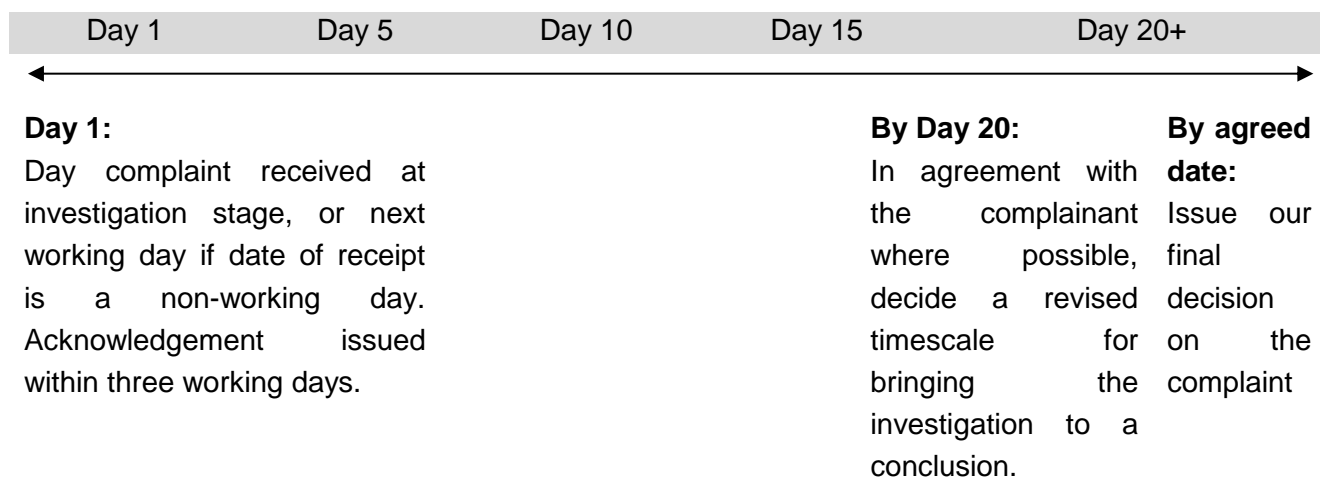 Day 1 Day 5 Day 10 Day 15 Day 20+
Day 1:
Day complaint received at
investigation stage, or next
working day if date of receipt
is a non-working day.
Acknowledgement issued
within three working days.
By Day 20:
In agreement with
the complainant
where possible,
decide a revised
timescale for
bringing the
investigation to a
conclusion.
By agreed
date:
Issue our
final
decision
on the
complaint